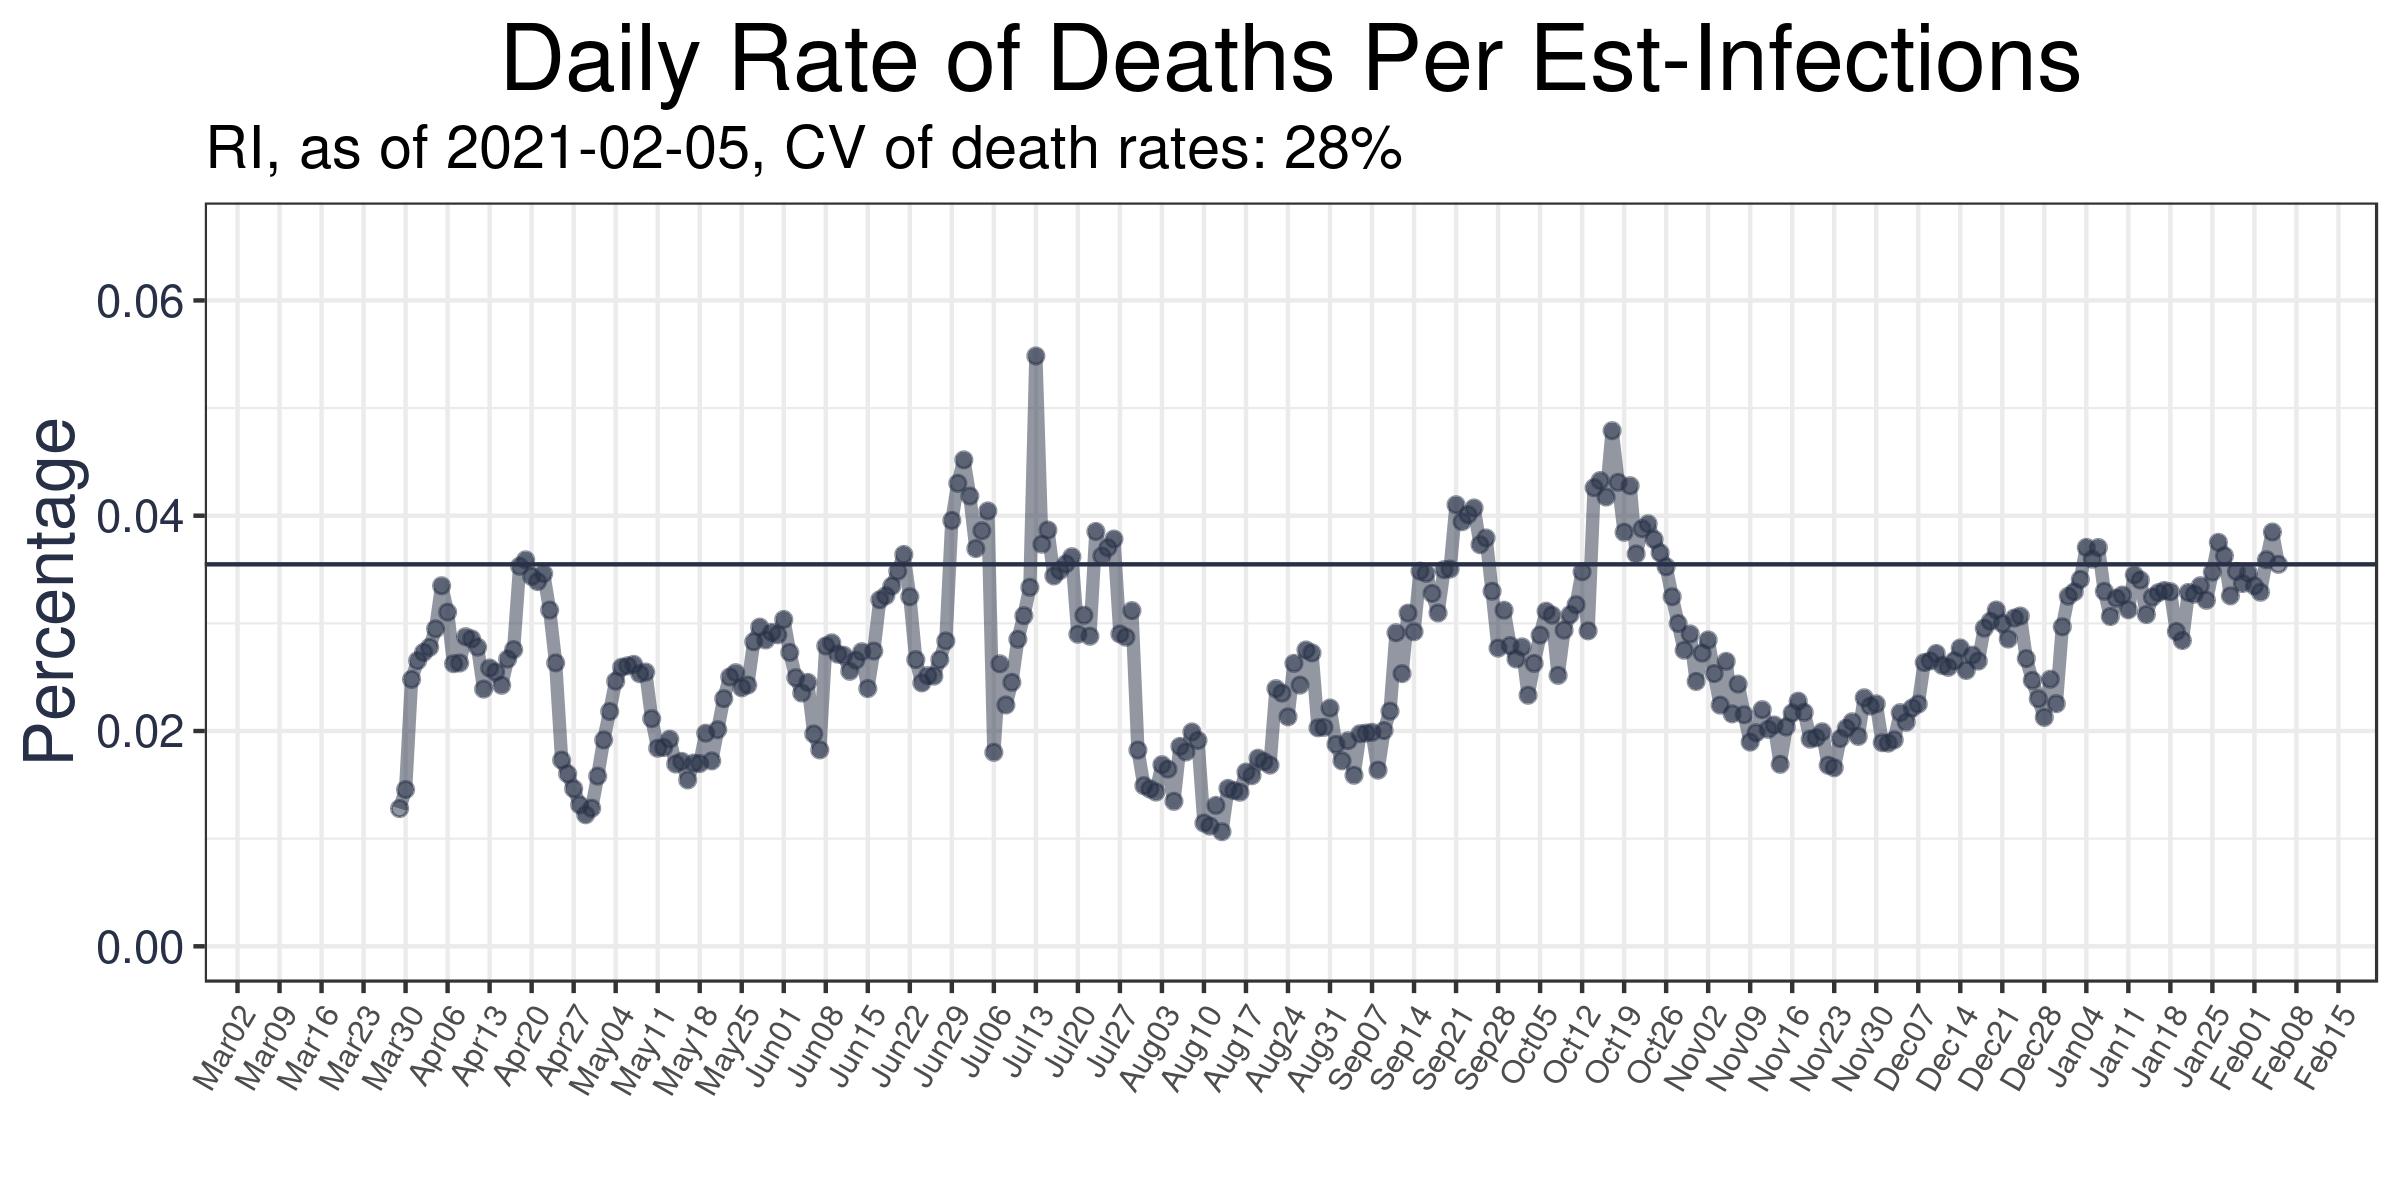 Daily Rate of Deaths Per Est-Infections
RI, as of 2021-02-05, CV of death rates: 28%
Percentage
0.06
0.04
0.02
0.00
Mar02 Mar09 Mar16 Mar23 Mar30 Apr06 Apr13 Apr20 Apr27 May04 May11 May18 May25 Jun01 Jun08 Jun15 Jun22 Jun29 Jul06 Jul13 Jul20 Jul27 Aug03 Aug10 Aug17 Aug24 Aug31 Sep07 Sep14 Sep21 Sep28 Oct05 Oct12 Oct19 Oct26 Nov02 Nov09 Nov16 Nov23 Nov30 Dec07 Dec14 Dec21 Dec28 Jan04 Jan11 Jan18 Jan25 Feb01 Feb08 Feb15